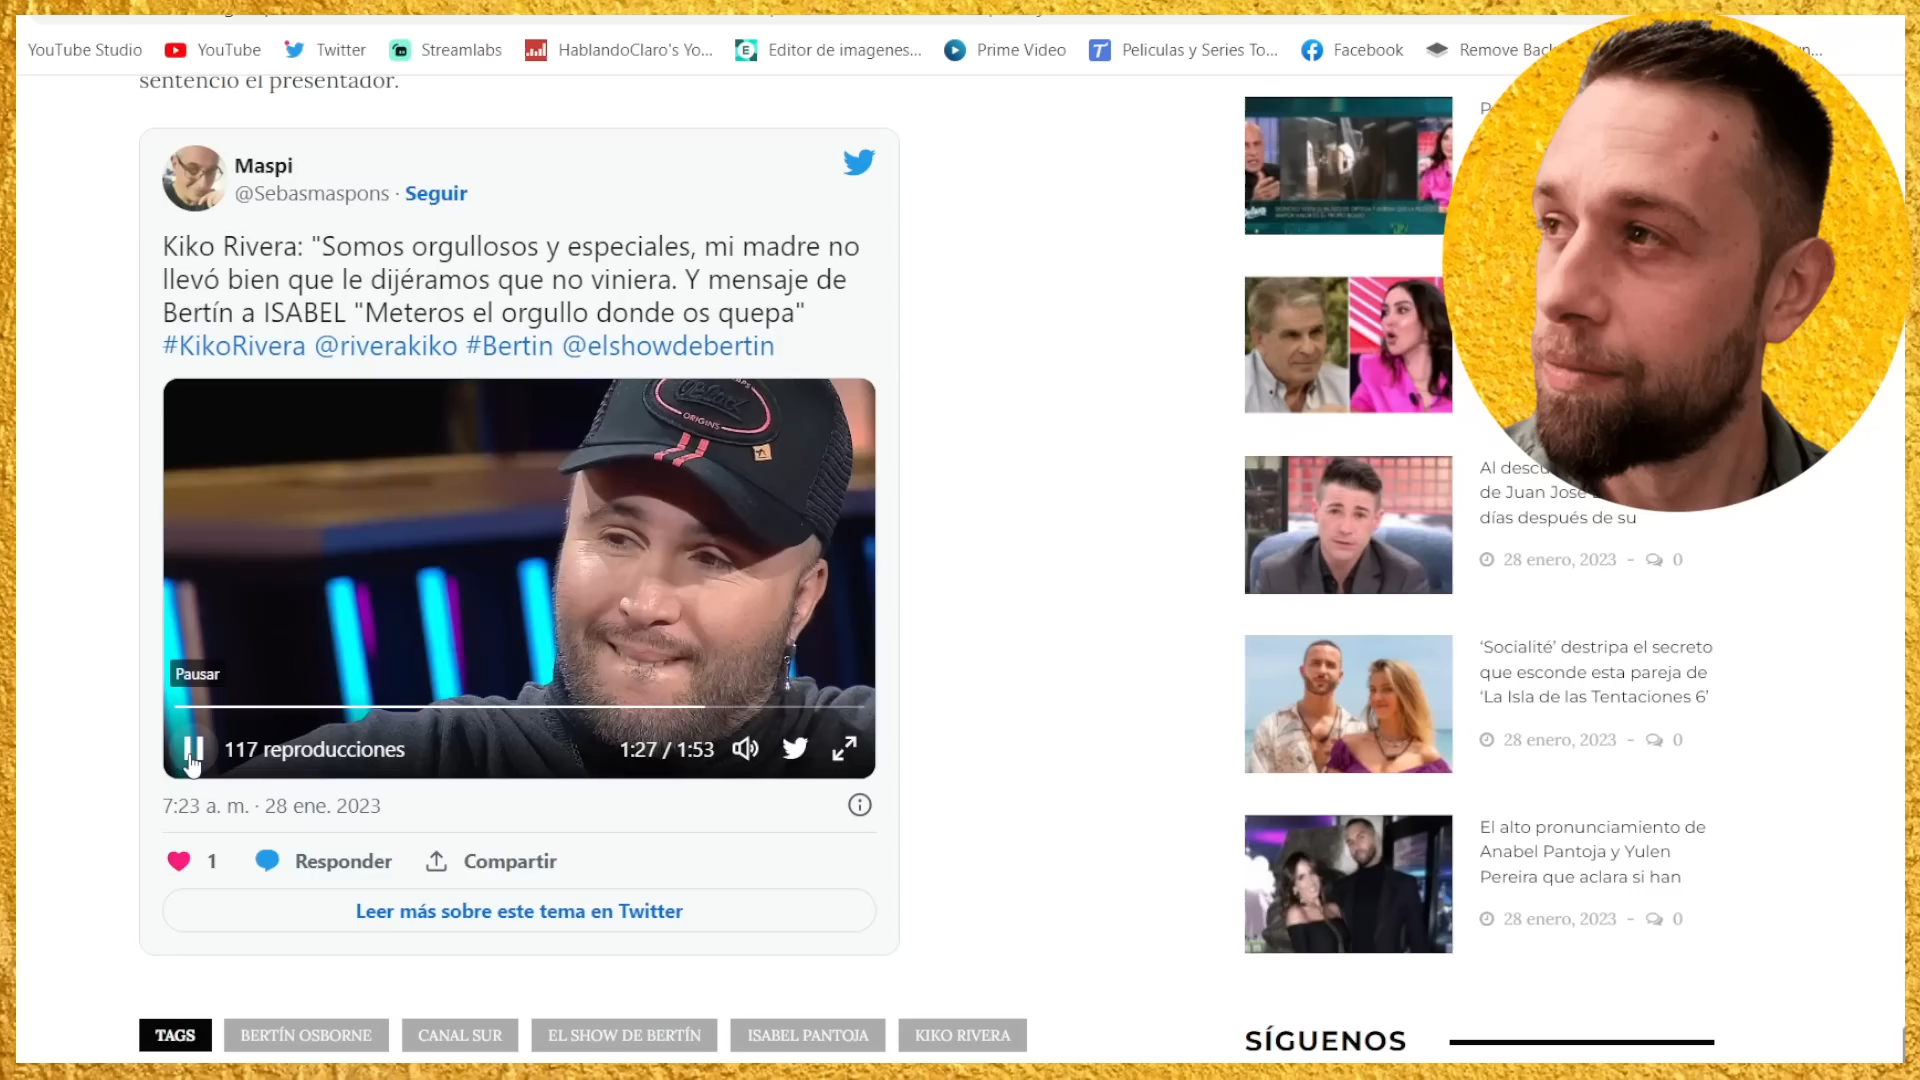 YouTube Studio
YouTube
Twitter
Streamlabs
HablandoClaro's Yo...
Editor de imagenes...
Prime Video
Peliculas y Series To...
Facebook
Remove Back
sentenció el presentador.
Maspi
@Sebasmaspons · Seguir
Kiko Rivera: "Somos orgullosos y especiales, mi madre no
llevó bien que le dijéramos que no viniera. Y mensaje de
Bertín a ISABEL "Meteros el orgullo donde os quepa"
#KikoRivera @riverakiko #Bertin @elshowdebertin
ORIGINS
Pausar
117 reproducciones
1:27 / 1:53
7:23 a. m. · 28 ene. 2023
1
Responder
Compartir
Leer más sobre este tema en Twitter
TAGS
BERTÍN OSBORNE
CANAL SUR
EL SHOW DE BERTÍN
ISABEL PANTOJA
KIKO RIVERA
Al descu
de Juan José
días después de su
28 enero, 2023 - 0
‘Socialité’ destripa el secreto
que esconde esta pareja de
‘La Isla de las Tentaciones 6’
28 enero, 2023 - 0
El alto pronunciamiento de
Anabel Pantoja y Yulen
Pereira que aclara si han
28 enero, 2023 - 0
SÍGUENOS